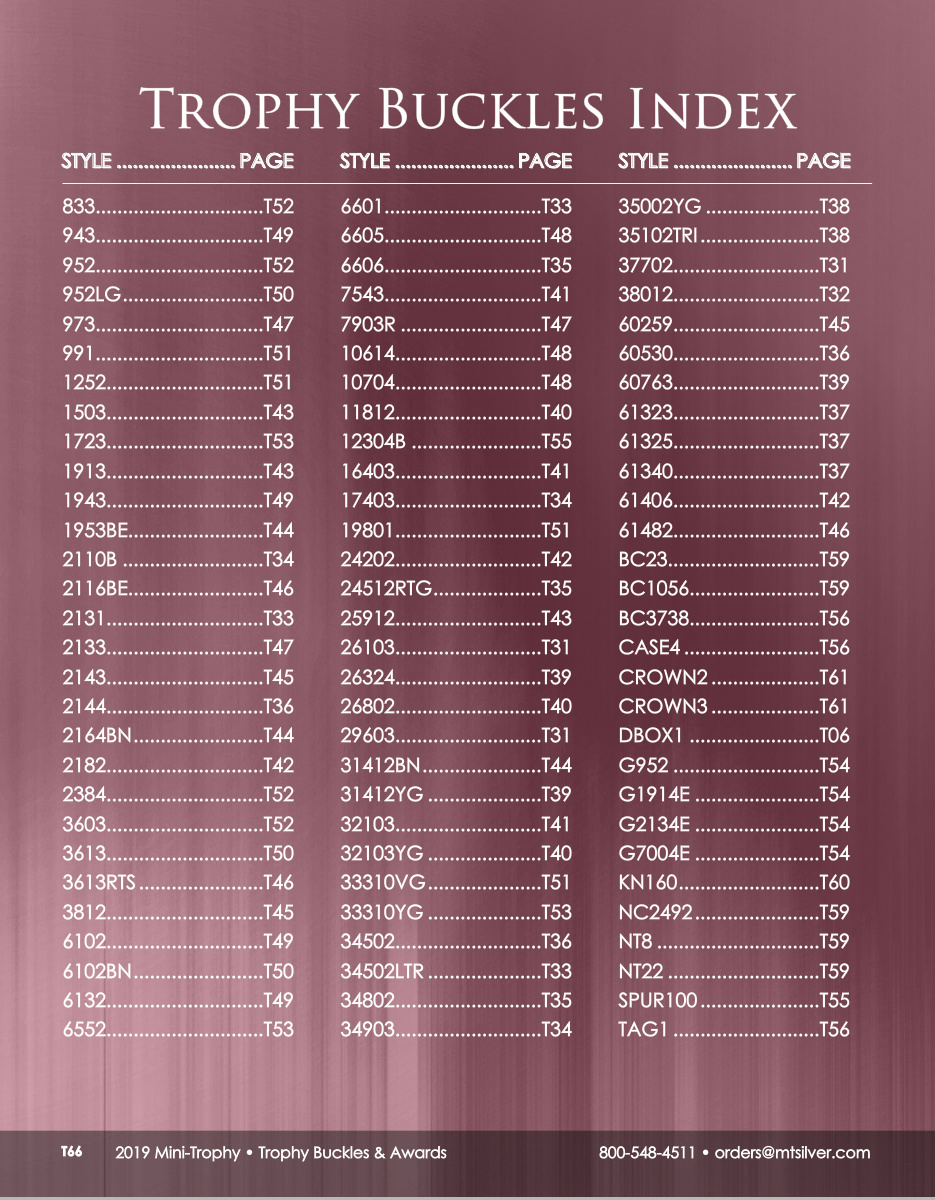 Trophy Buckles Index
STYLE ...................... PAGE
833...............................T52
943...............................T49
952...............................T52
952LG..........................T50
973...............................T47
991...............................T51
1252.............................T51
1503.............................T43
1723.............................T53
1913.............................T43
1943.............................T49
1953BE.........................T44
2110B ..........................T34
2116BE.........................T46
2131.............................T33
2133.............................T47
2143.............................T45
2144.............................T36
2164BN........................T44
2182.............................T42
2384.............................T52
3603.............................T52
3613.............................T50
3613RTS .......................T46
3812.............................T45
6102.............................T49
6102BN........................T50
6132.............................T49
6552.............................T53
STYLE ...................... PAGE
6601.............................T33
6605.............................T48
6606.............................T35
7543.............................T41
7903R ..........................T47
10614...........................T48
10704...........................T48
11812...........................T40
12304B ........................T55
16403...........................T41
17403...........................T34
19801...........................T51
24202...........................T42
24512RTG....................T35
25912...........................T43
26103...........................T31
26324...........................T39
26802...........................T40
29603...........................T31
31412BN......................T44
31412YG .....................T39
32103...........................T41
32103YG .....................T40
33310VG.....................T51
33310YG .....................T53
34502...........................T36
34502LTR .....................T33
34802...........................T35
34903...........................T34
STYLE ...................... PAGE
35002YG .....................T38
35102TRI ......................T38
37702...........................T31
38012...........................T32
60259...........................T45
60530...........................T36
60763...........................T39
61323...........................T37
61325...........................T37
61340...........................T37
61406...........................T42
61482...........................T46
BC23............................T59
BC1056........................T59
BC3738........................T56
CASE4 .........................T56
CROWN2 ....................T61
CROWN3 ....................T61
DBOX1 ........................T06
G952 ...........................T54
G1914E .......................T54
G2134E .......................T54
G7004E .......................T54
KN160..........................T60
NC2492 .......................T59
NT8 ..............................T59
NT22 ............................T59
SPUR100 ......................T55
TAG1 ...........................T56
T66 2019 Mini-Trophy • Trophy Buckles & Awards 800-548-4511 • orders@mtsilver.com